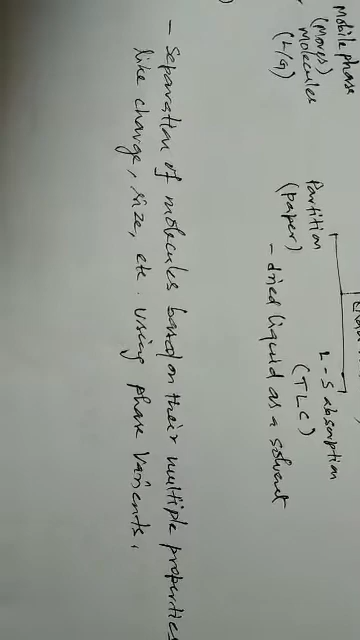 Mobile phase
(moves)
Molecules
(L/G)
Partition
(paper)
L-S absorption
(TLC)
- dried liquid as a solvent
- Separation of molecules based on their multiple properties
like charge, size, etc. using phase varients.